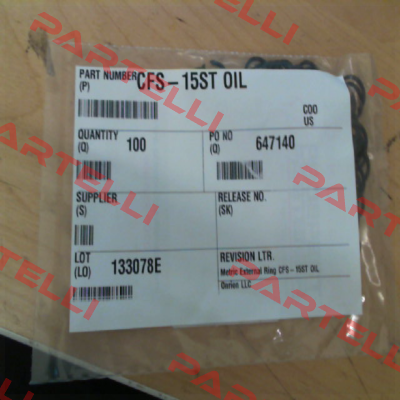 PART NUMBER CFS-15ST OIL
(P)
COO
US
QUANTITY 100
(Q)
PO NO 647140
(Q)
SUPPLIER
(S)
RELEASE NO.
(SK)
LOT 133078E
(LO)
REVISION LTR.
Metric External Ring CFS-15ST OIL
LLC
PARTELLI
PARTELLI
PARTELLI
PARTELLI